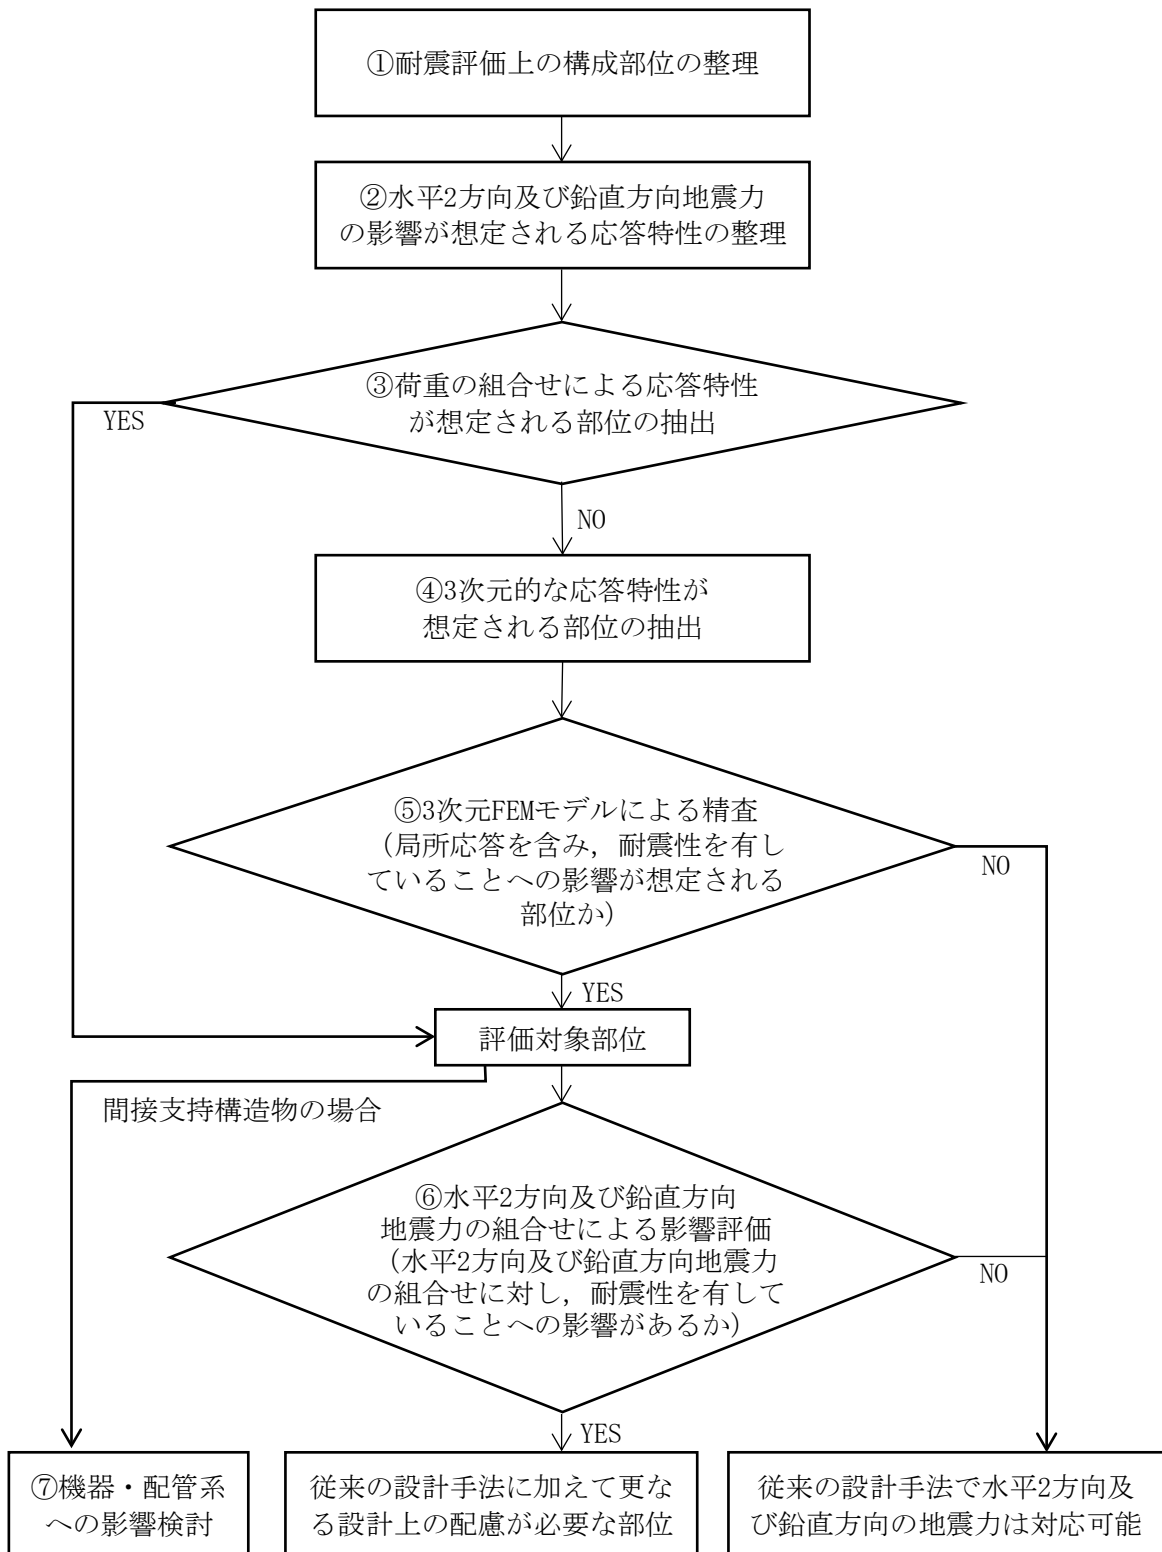 ①耐震評価上の構成部位の整理
②水平2方向及び鉛直方向地震力
の影響が想定される応答特性の整理
③荷重の組合せによる応答特性
が想定される部位の抽出
YES
NO
④3次元的な応答特性が
想定される部位の抽出
⑤3次元FEMモデルによる精査
（局所応答を含み，耐震性を有し
ていることへの影響が想定される
部位か）
NO
YES
評価対象部位
間接支持構造物の場合
⑥水平2方向及び鉛直方向
地震力の組合せによる影響評価
（水平2方向及び鉛直方向地震力
の組合せに対し，耐震性を有して
いることへの影響があるか）
NO
YES
⑦機器・配管系
への影響検討
従来の設計手法に加えて更な
る設計上の配慮が必要な部位
従来の設計手法で水平2方向及
び鉛直方向の地震力は対応可能